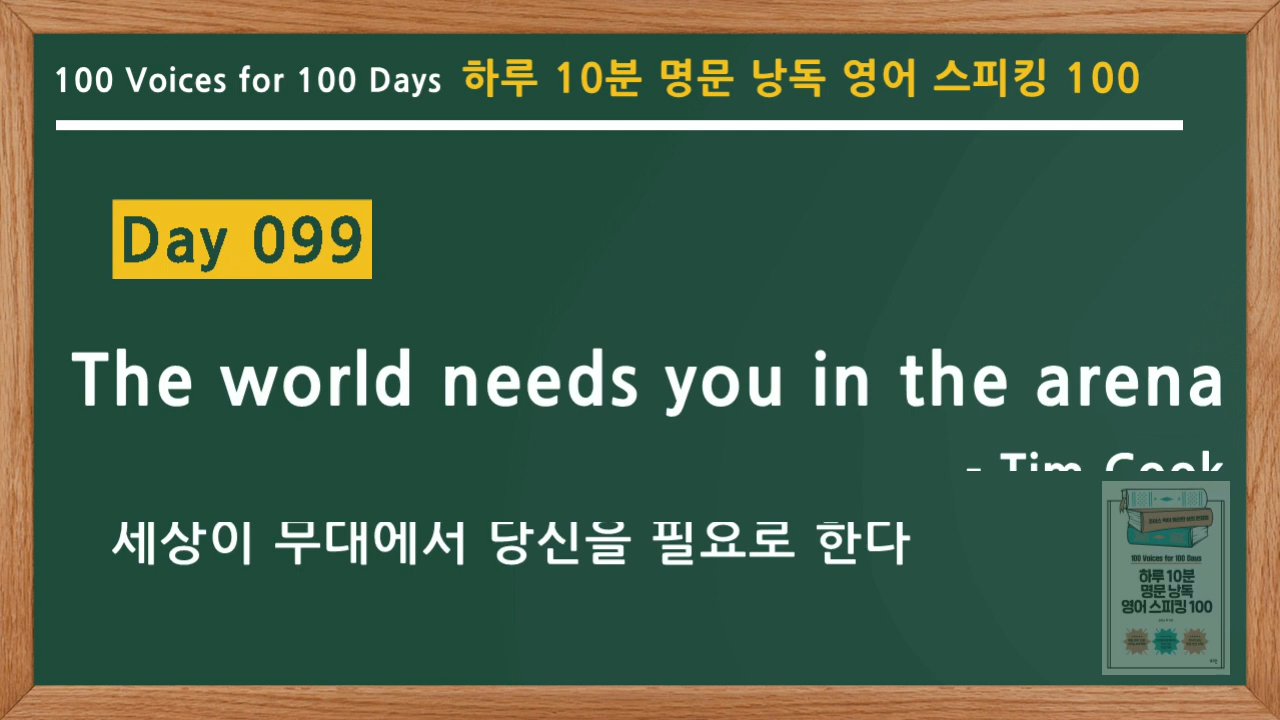 100 Voices for 100 Days 하루 10분 명문 낭독 영어 스피킹 100
Day 099
The world needs you in the arena
- Tim Cook
세상이 무대에서 당신을 필요로 한다
100 Voices for 100 Days
하루 10분
명문 낭독
영어 스피킹 100